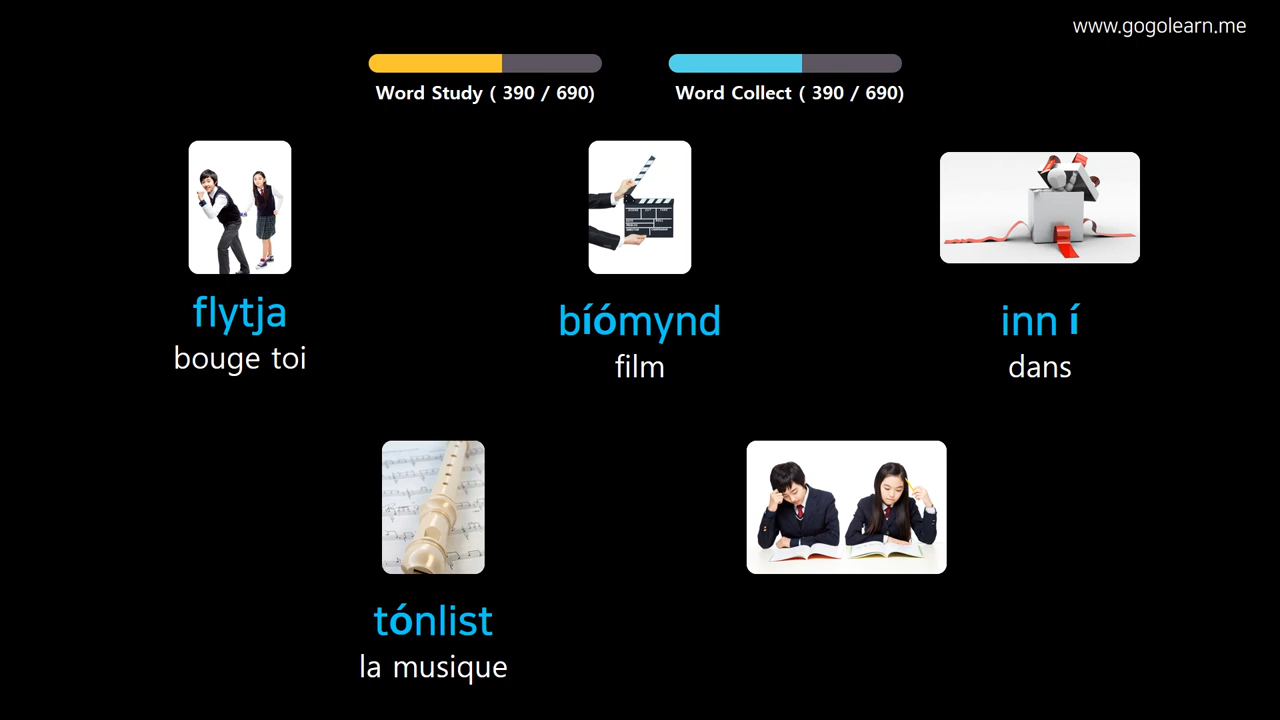 www.gogolearn.me
Word Study ( 390 / 690)
Word Collect ( 390 / 690)
flytja
bouge toi
bíómynd
film
inn í
dans
tónlist
la musique